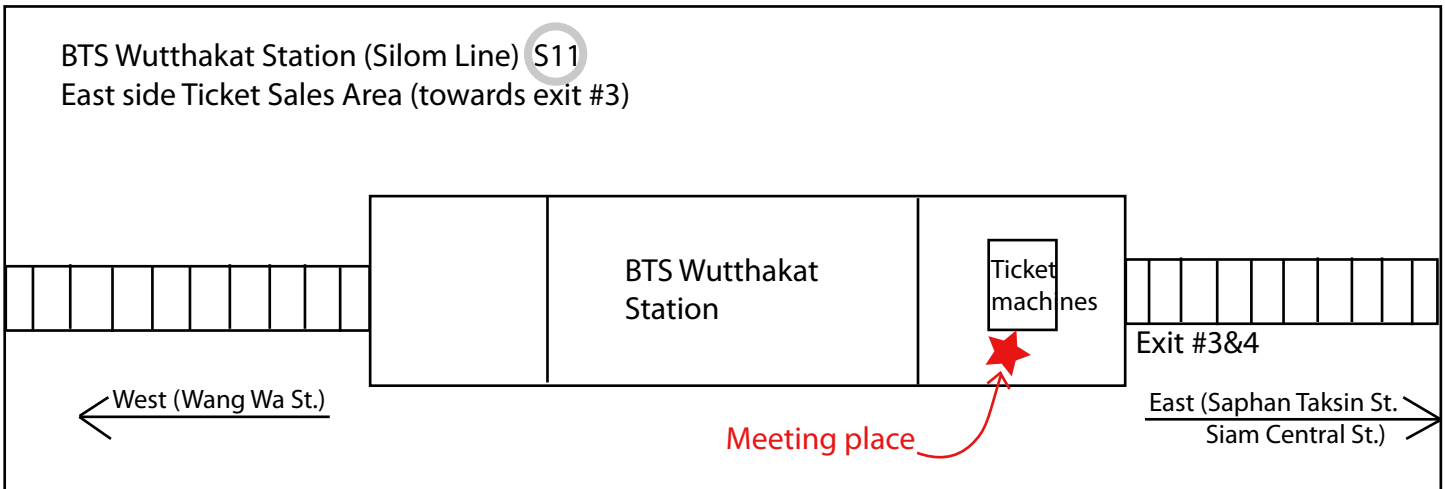 BTS Wutthakat Station (Silom Line) S11
East side Ticket Sales Area (towards exit #3)
BTS Wutthakat
Station
Ticket
machines
Exit #3&4
West (Wang Wa St.)
East (Saphan Taksin St.
Siam Central St.)
Meeting place